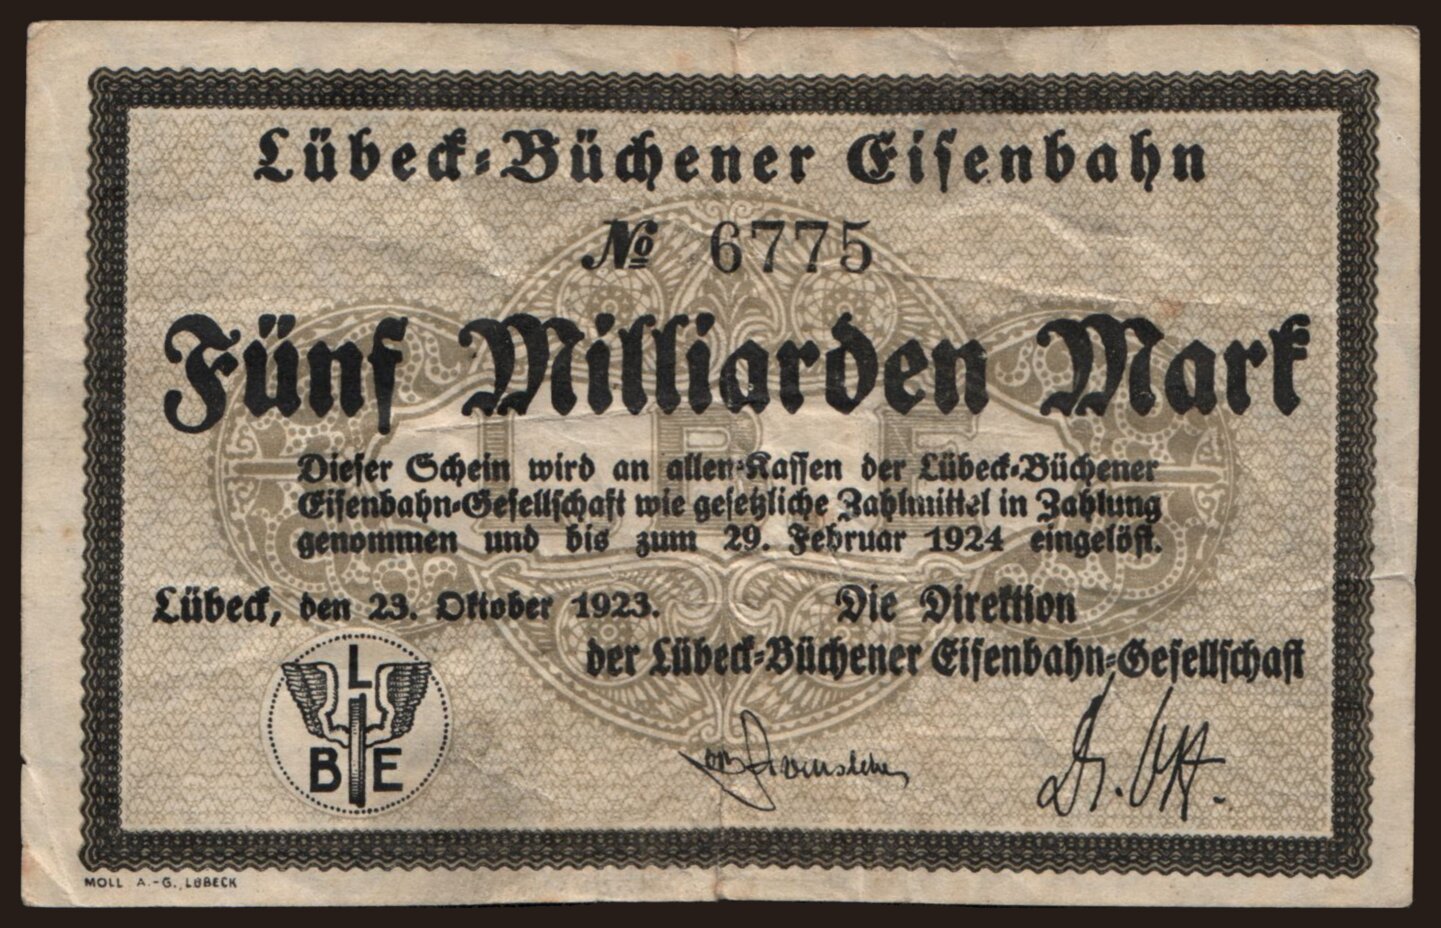 Lübeck-Büchener Eisenbahn
№ 6775
Fünf Milliarden Mark
LBE
Dieser Schein wird an allen Kassen der Lübeck-Büchener
Eisenbahn-Gesellschaft wie gesetzliche Zahlmittel in Zahlung
genommen und bis zum 29. Februar 1924 eingelöst.
Lübeck, den 23. Oktober 1923.
Die Direktion
der Lübeck-Büchener Eisenbahn-Gesellschaft
L
B E
Dr.
MOLL A.-G., LÜBECK